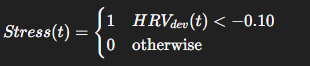 Stress(t) = { 1 HRV_dev(t) < −0.10
0 otherwise